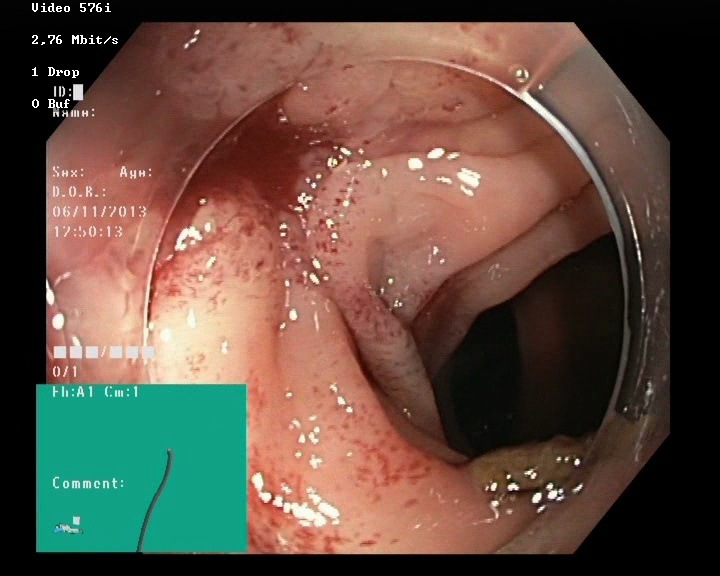 Video 576i
2,76 Mbit/s
1 Drop
ID:
0 Buf
Name:
Sex: Age:
D.O.B.:
06/11/2013
12:50:13
/
0/1
Eh:A1 Cm:1
Comment: